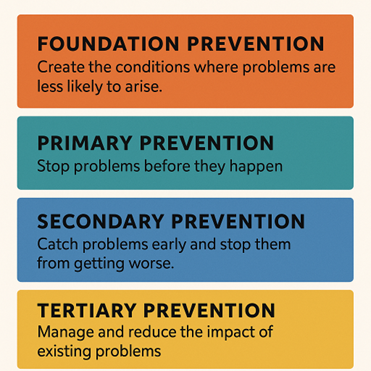 FOUNDATION PREVENTION
Create the conditions where problems are
less likely to arise.
PRIMARY PREVENTION
Stop problems before they happen
SECONDARY PREVENTION
Catch problems early and stop them
from getting worse.
TERTIARY PREVENTION
Manage and reduce the impact of
existing problems